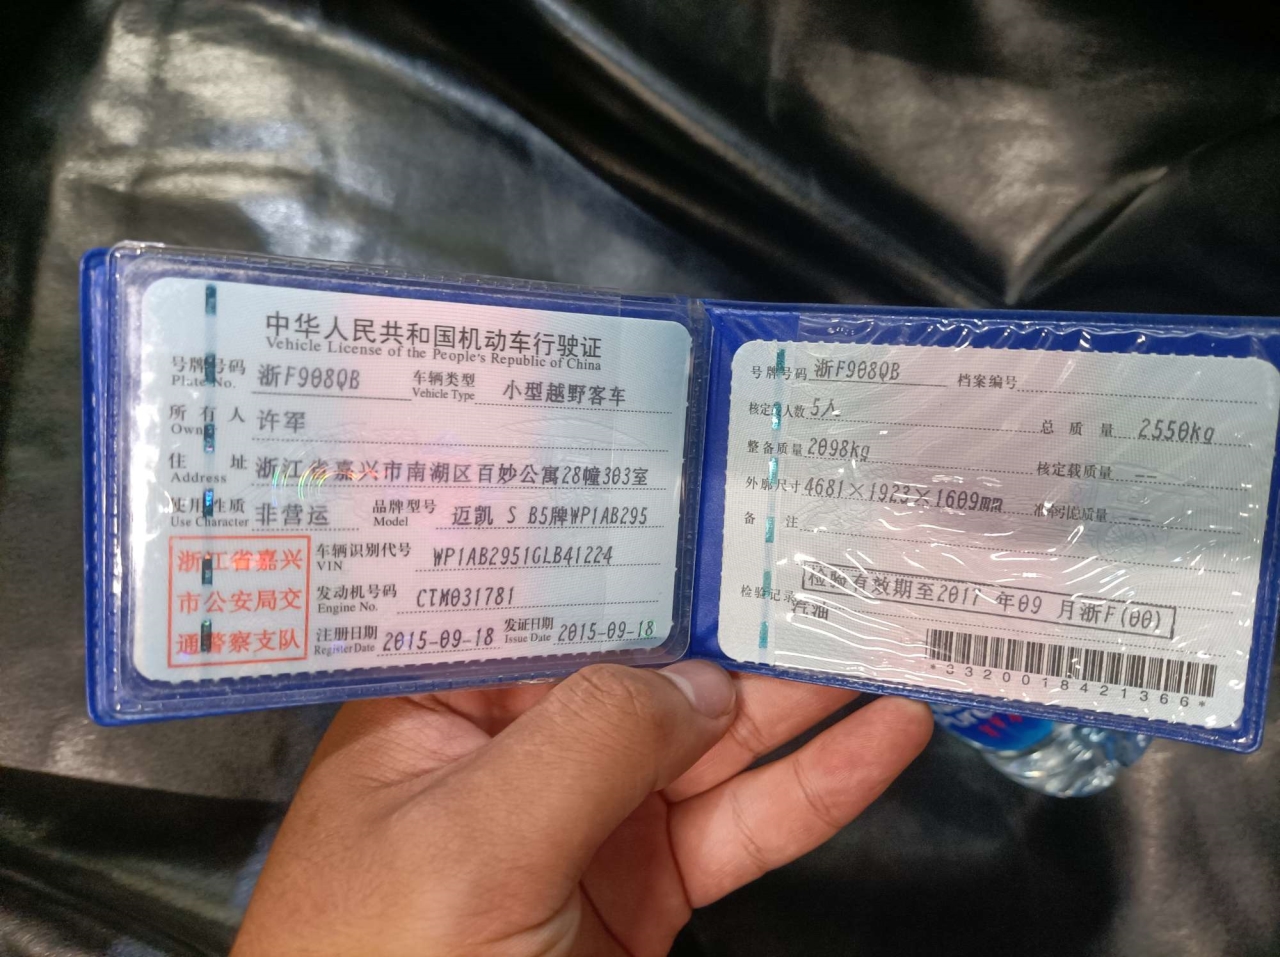 中华人民共和国机动车行驶证
Vehicle License of the People's Republic of China
号牌号码 浙F908QB 车辆类型 小型越野客车
Plate No. Vehicle Type
所有人 许军
Owner
住址 浙江省嘉兴市南湖区百妙公寓28幢303室
Address
使用性质 非营运 品牌型号 迈凯 S B5牌WP1AB295
Use Character Model
浙江省嘉兴
市公安局交
通警察支队
车辆识别代号 WP1AB2951GLB41224
VIN
发动机号码 CTM031781
Engine No.
注册日期 2015-09-18 发证日期 2015-09-18
Register Date Issue Date
号牌号码 浙F908QB 档案编号
核定载人数 5人 总质量 2550kg
整备质量 2098kg 核定载质量 --
外廓尺寸 4681×1923×1609mm 准牵引总质量 --
备注
检验有效期至2017 年09 月浙F(00)
检验记录
汽油
*3320018421366*